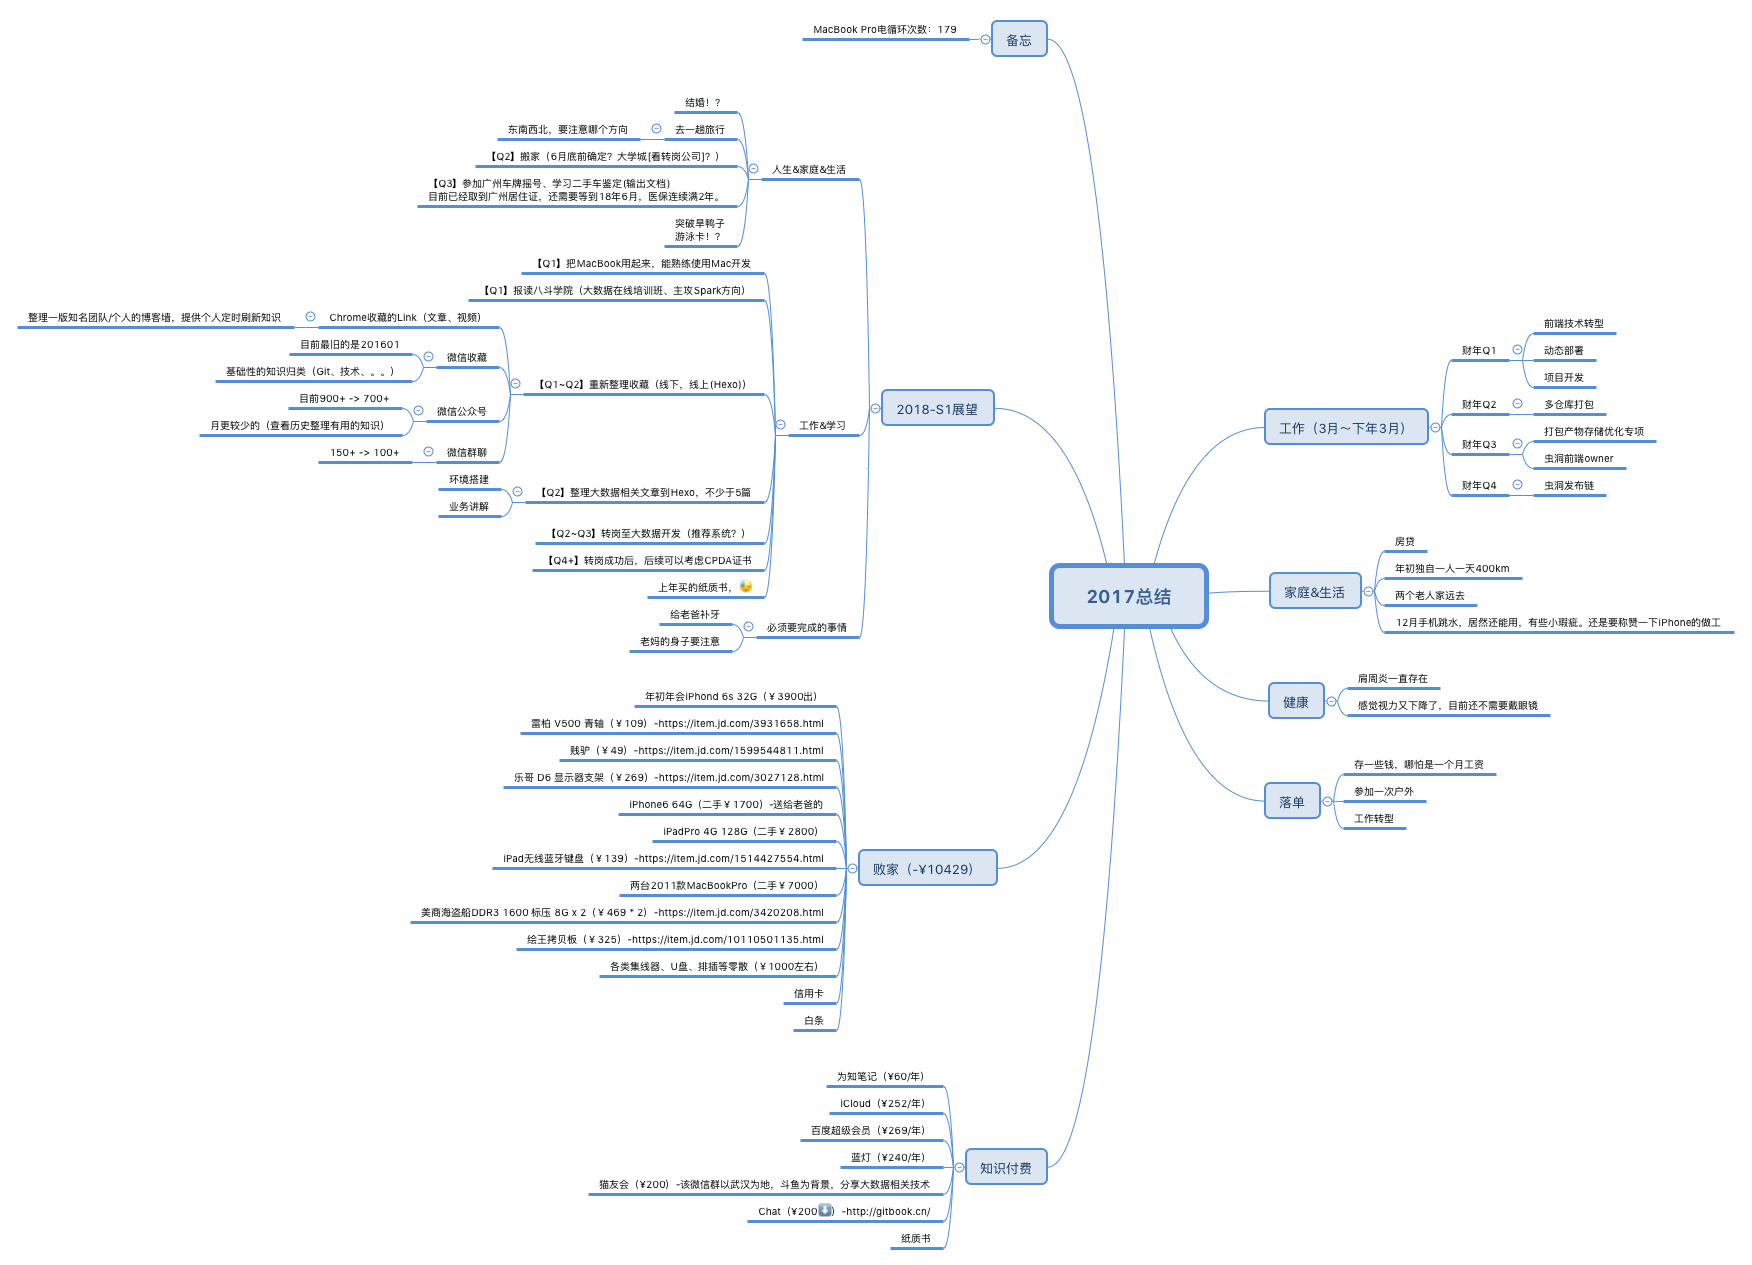 2017总结
备忘
MacBook Pro电循环次数：179
2018-S1展望
人生&家庭&生活
结婚！？
去一趟旅行
东南西北，要注意哪个方向
【Q2】搬家（6月底前确定？大学城[看转岗公司]？）
【Q3】参加广州车牌摇号、学习二手车鉴定(输出文档)
目前已经取到广州居住证，还需要等到18年6月，医保连续满2年。
突破旱鸭子
游泳卡！？
工作&学习
【Q1】把MacBook用起来，能熟练使用Mac开发
【Q1】报读八斗学院（大数据在线培训班、主攻Spark方向）
【Q1~Q2】重新整理收藏（线下，线上(Hexo)）
Chrome收藏的Link（文章、视频）
整理一版知名团队/个人的博客墙，提供个人定时刷新知识
微信收藏
目前最旧的是201601
基础性的知识归类（Git、技术、。。）
微信公众号
目前900+ -> 700+
月更较少的（查看历史整理有用的知识）
微信群聊
150+ -> 100+
【Q2】整理大数据相关文章到Hexo，不少于5篇
环境搭建
业务讲解
【Q2~Q3】转岗至大数据开发（推荐系统？）
【Q4+】转岗成功后，后续可以考虑CPDA证书
上年买的纸质书，
必须要完成的事情
给老爸补牙
老妈的身子要注意
败家（-¥10429）
年初年会iPhond 6s 32G（￥3900出）
雷柏 V500 青轴（￥109）-https://item.jd.com/3931658.html
贱驴（￥49）-https://item.jd.com/1599544811.html
乐哥 D6 显示器支架（￥269）-https://item.jd.com/3027128.html
iPhone6 64G（二手￥1700）-送给老爸的
iPadPro 4G 128G（二手￥2800）
iPad无线蓝牙键盘（￥139）-https://item.jd.com/1514427554.html
两台2011款MacBookPro（二手￥7000）
美商海盗船DDR3 1600 标压 8G x 2（￥469 * 2）-https://item.jd.com/3420208.html
绘王拷贝板（￥325）-https://item.jd.com/10110501135.html
各类集线器、U盘、排插等零散（￥1000左右）
信用卡
白条
知识付费
为知笔记（¥60/年）
iCloud（¥252/年）
百度超级会员（¥269/年）
蓝灯（¥240/年）
猫友会（¥200）-该微信群以武汉为地，斗鱼为背景，分享大数据相关技术
Chat（¥200⬇️）-http://gitbook.cn/
纸质书
工作（3月～下年3月）
财年Q1
前端技术转型
动态部署
项目开发
财年Q2
多仓库打包
财年Q3
打包产物存储优化专项
虫洞前端owner
财年Q4
虫洞发布链
家庭&生活
房贷
年初独自一人一天400km
两个老人家远去
12月手机跳水，居然还能用，有些小瑕疵。还是要称赞一下iPhone的做工
健康
肩周炎一直存在
感觉视力又下降了，目前还不需要戴眼镜
落单
存一些钱，哪怕是一个月工资
参加一次户外
工作转型